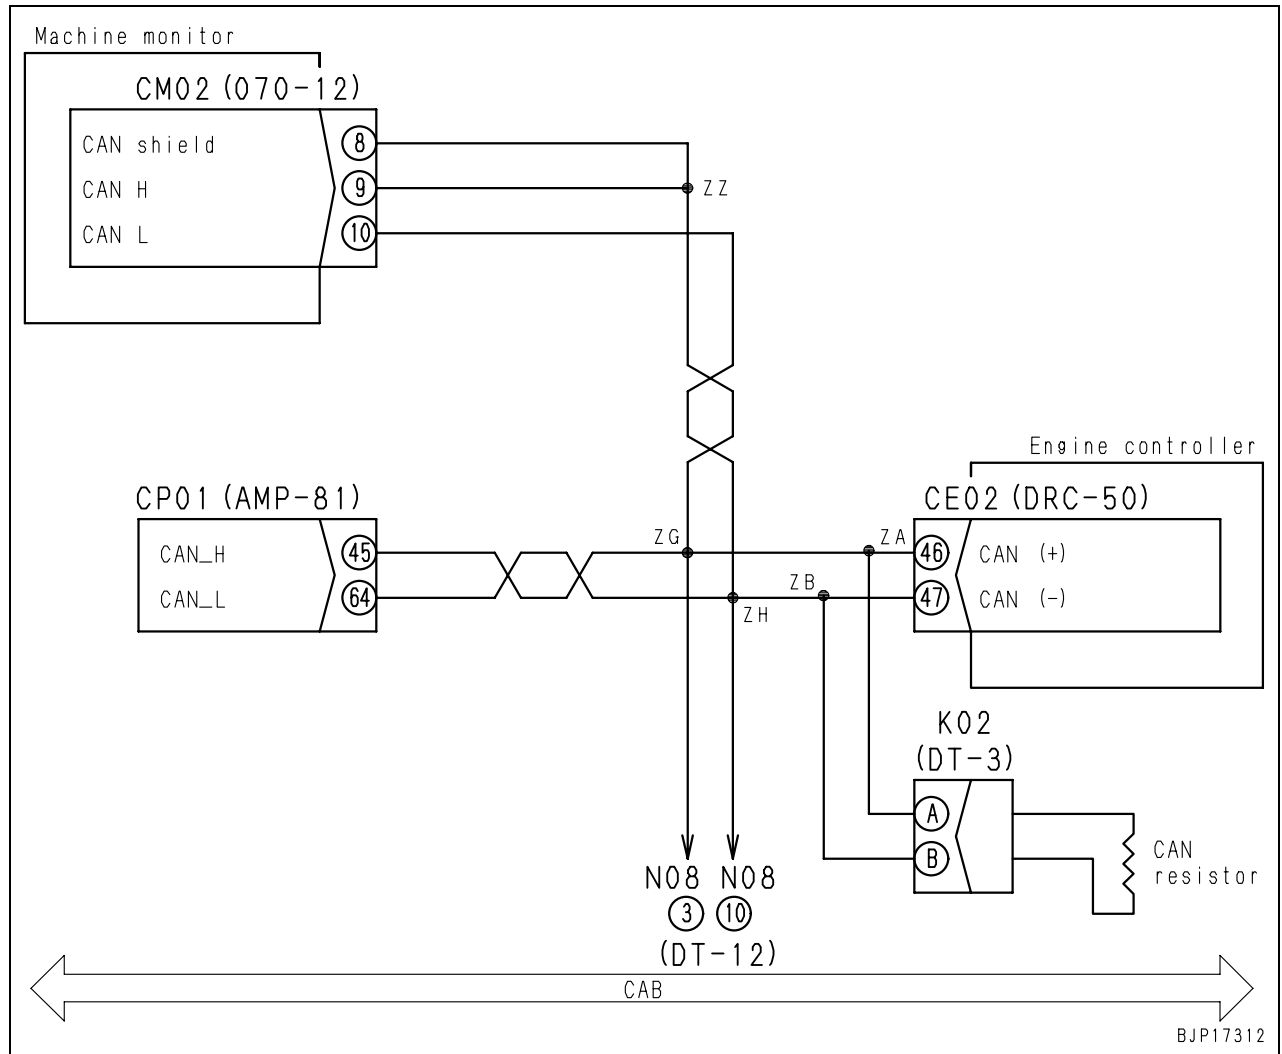 Machine monitor
CM02 (070-12)
CAN shield
8
CAN H
9
ZZ
CAN L
10
Engine controller
CP01 (AMP-81)
CE02 (DRC-50)
CAN_H
45
ZG
ZA
46
CAN (+)
CAN_L
64
ZB
47
CAN (-)
ZH
K02
(DT-3)
A
B
CAN
resistor
N08 N08
3 10
(DT-12)
CAB
BJP17312